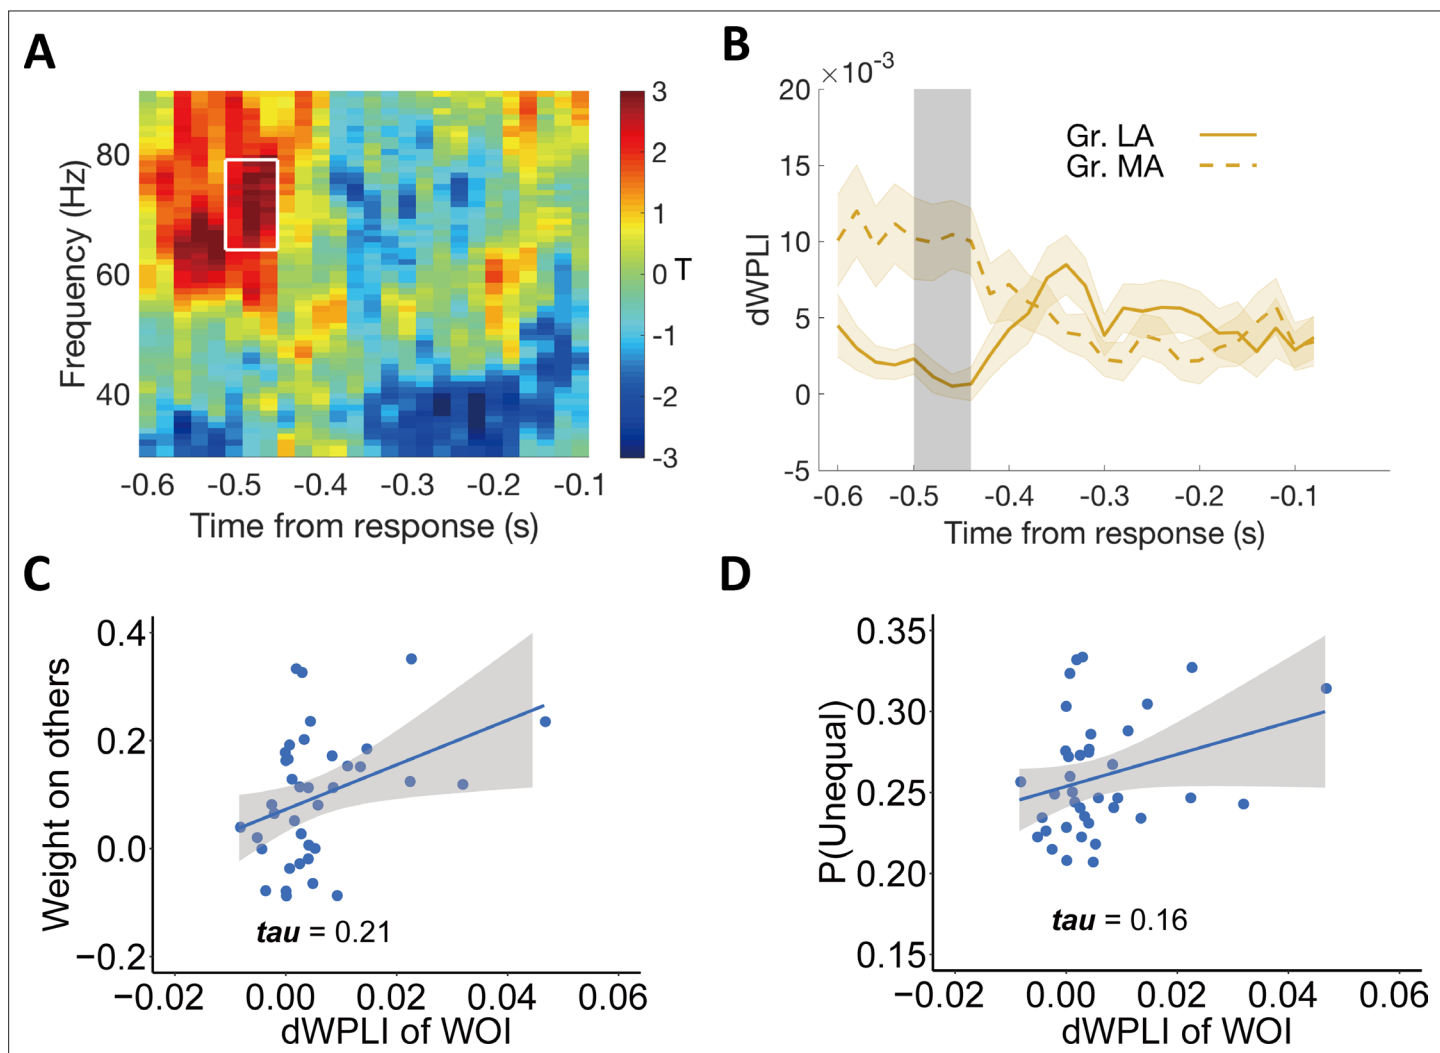 A
80
60
40
Frequency (Hz)
-0.6 -0.5 -0.4 -0.3 -0.2 -0.1
Time from response (s)
3
2
1
0 T
-1
-2
-3
B
×10-3
20
15
10
5
0
-5
dWPLI
Gr. LA
Gr. MA
-0.6 -0.5 -0.4 -0.3 -0.2 -0.1
Time from response (s)
C
0.4
0.2
0.0
−0.2
Weight on others
tau = 0.21
−0.02 0.00 0.02 0.04 0.06
dWPLI of WOI
D
0.35
0.30
0.25
0.20
0.15
P(Unequal)
tau = 0.16
−0.02 0.00 0.02 0.04 0.06
dWPLI of WOI